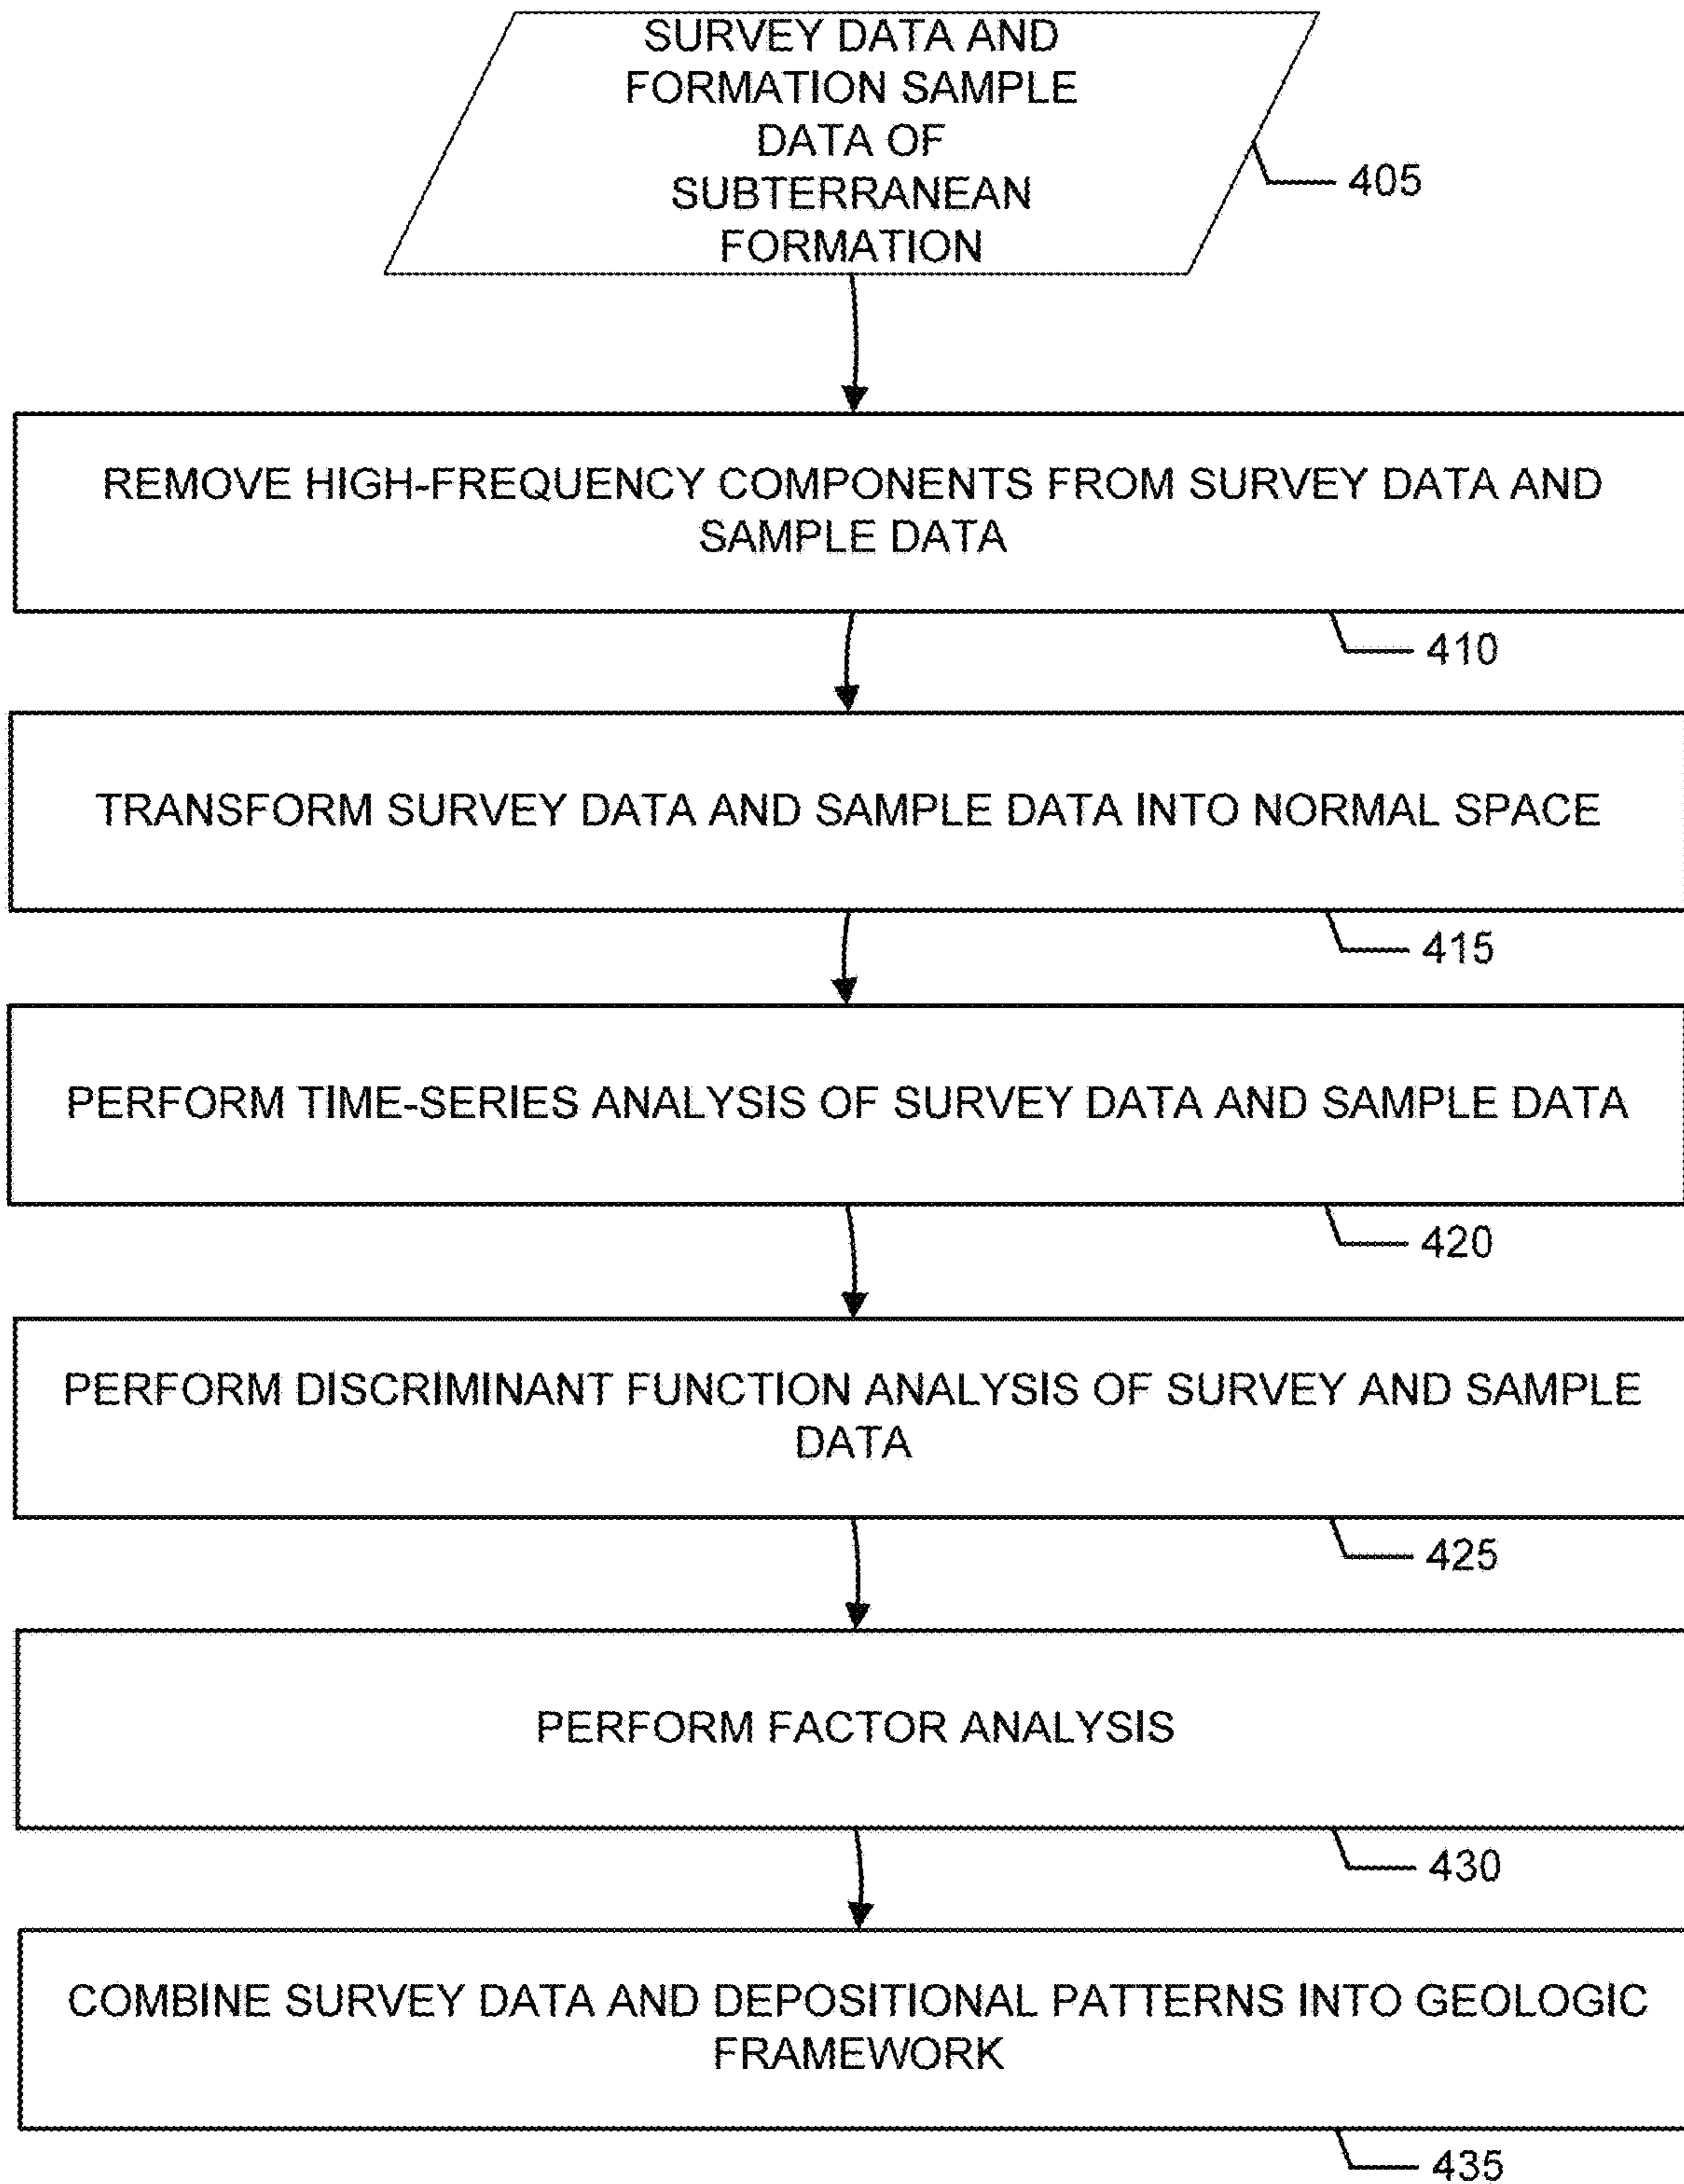 SURVEY DATA AND
FORMATION SAMPLE
DATA OF
SUBTERRANEAN
FORMATION
405
REMOVE HIGH-FREQUENCY COMPONENTS FROM SURVEY DATA AND
SAMPLE DATA
410
TRANSFORM SURVEY DATA AND SAMPLE DATA INTO NORMAL SPACE
415
PERFORM TIME-SERIES ANALYSIS OF SURVEY DATA AND SAMPLE DATA
420
PERFORM DISCRIMINANT FUNCTION ANALYSIS OF SURVEY AND SAMPLE
DATA
425
PERFORM FACTOR ANALYSIS
430
COMBINE SURVEY DATA AND DEPOSITIONAL PATTERNS INTO GEOLOGIC
FRAMEWORK
435